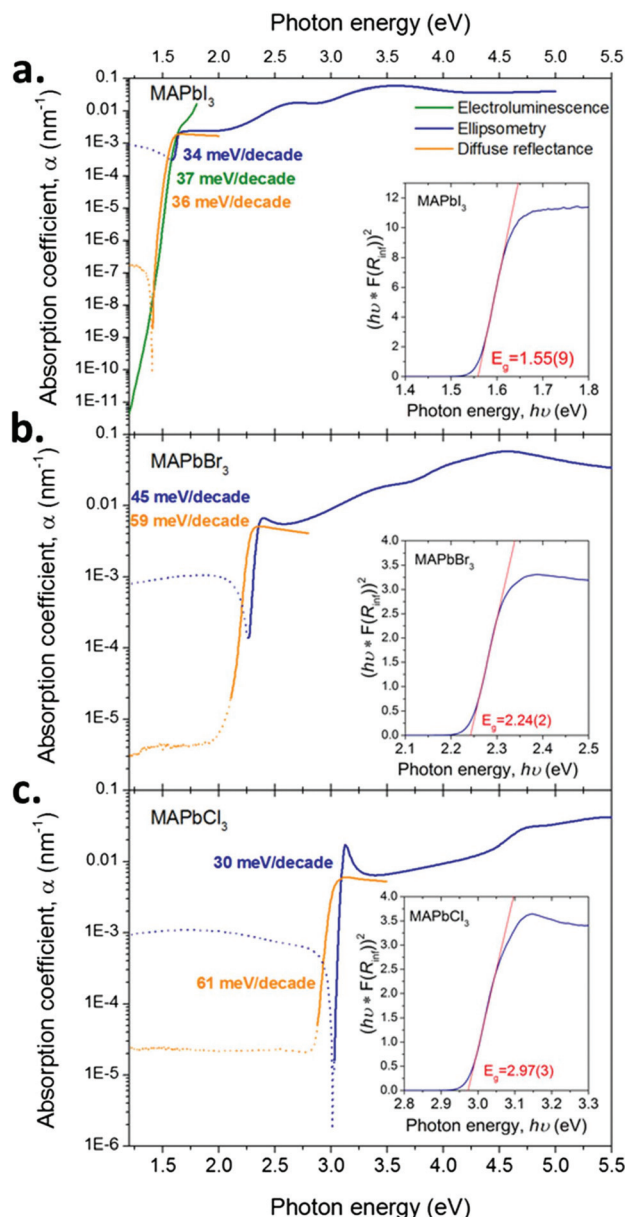 Photon energy (eV)
1.5 2.0 2.5 3.0 3.5 4.0 4.5 5.0 5.5
a.
Absorption coefficient, α (nm⁻¹)
0.1
0.01
1E-3
1E-4
1E-5
1E-6
1E-7
1E-8
1E-9
1E-10
1E-11
MAPbI₃
Electroluminescence
Ellipsometry
Diffuse reflectance
34 meV/decade
37 meV/decade
36 meV/decade
MAPbI₃
(hυ * F(R_inf))²
12
10
8
6
4
2
0
E_g=1.55(9)
1.4 1.5 1.6 1.7 1.8
Photon energy, hυ (eV)
b.
Absorption coefficient, α (nm⁻¹)
0.1
0.01
1E-3
1E-4
1E-5
MAPbBr₃
45 meV/decade
59 meV/decade
MAPbBr₃
(hυ * F(R_inf))²
4.0
3.5
3.0
2.5
2.0
1.5
1.0
0.5
0.0
E_g=2.24(2)
2.1 2.2 2.3 2.4 2.5
Photon energy, hυ (eV)
c.
Absorption coefficient, α (nm⁻¹)
0.1
0.01
1E-3
1E-4
1E-5
1E-6
MAPbCl₃
30 meV/decade
61 meV/decade
MAPbCl₃
(hυ * F(R_inf))²
4.0
3.5
3.0
2.5
2.0
1.5
1.0
0.5
0.0
E_g=2.97(3)
2.8 2.9 3.0 3.1 3.2 3.3
Photon energy, hυ (eV)
1.5 2.0 2.5 3.0 3.5 4.0 4.5 5.0 5.5
Photon energy (eV)